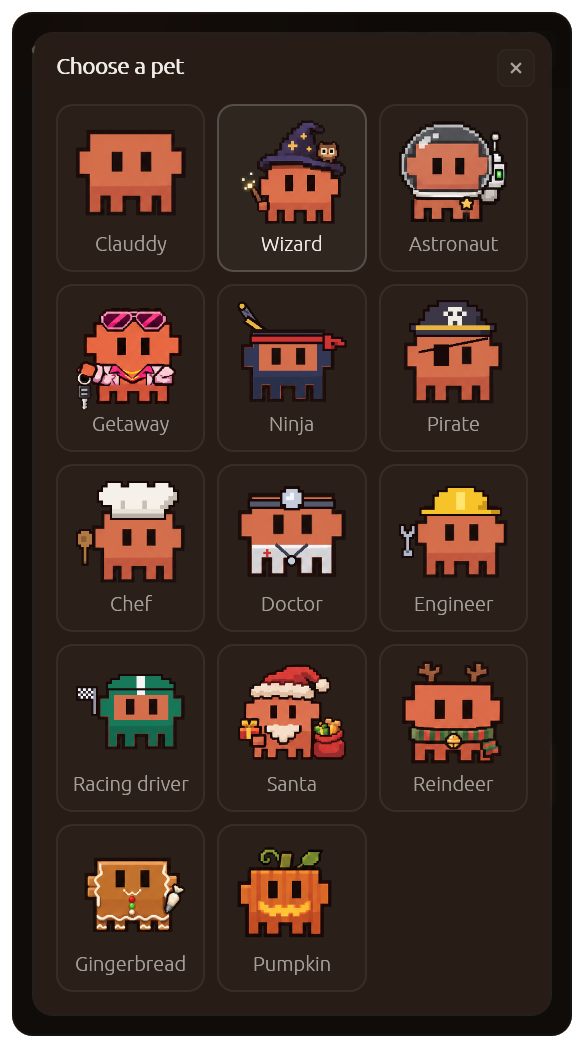 Choose a pet
Clauddy
Wizard
Astronaut
Getaway
Ninja
Pirate
Chef
Doctor
Engineer
Racing driver
Santa
Reindeer
Gingerbread
Pumpkin